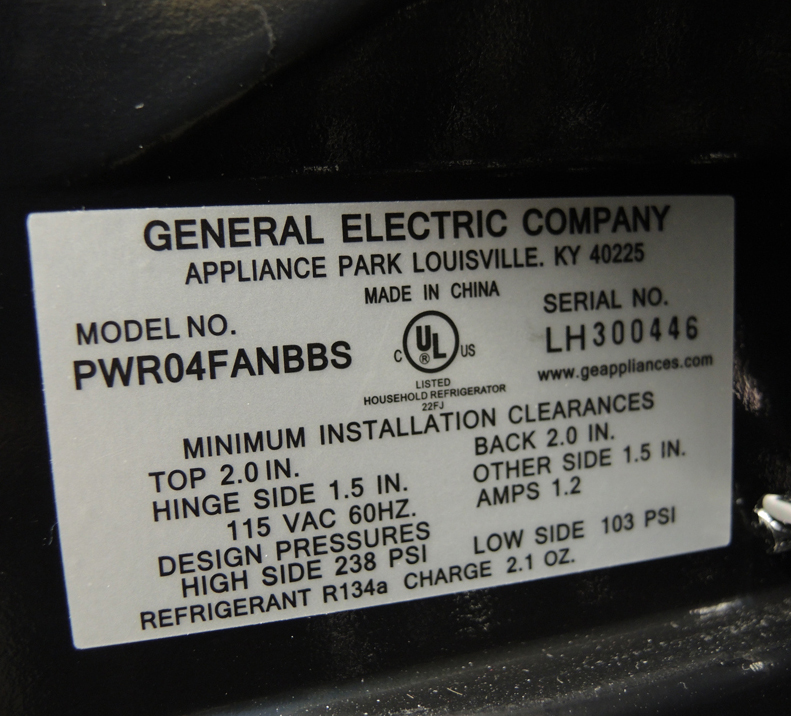 GENERAL ELECTRIC COMPANY
APPLIANCE PARK LOUISVILLE. KY 40225
MADE IN CHINA
MODEL NO.
PWR04FANBBS
C UL ® US
LISTED
HOUSEHOLD REFRIGERATOR
22FJ
SERIAL NO.
LH300446
www.geappliances.com
MINIMUM INSTALLATION CLEARANCES
TOP 2.0 IN. BACK 2.0 IN.
HINGE SIDE 1.5 IN. OTHER SIDE 1.5 IN.
115 VAC 60HZ. AMPS 1.2
DESIGN PRESSURES
HIGH SIDE 238 PSI LOW SIDE 103 PSI
REFRIGERANT R134a CHARGE 2.1 OZ.